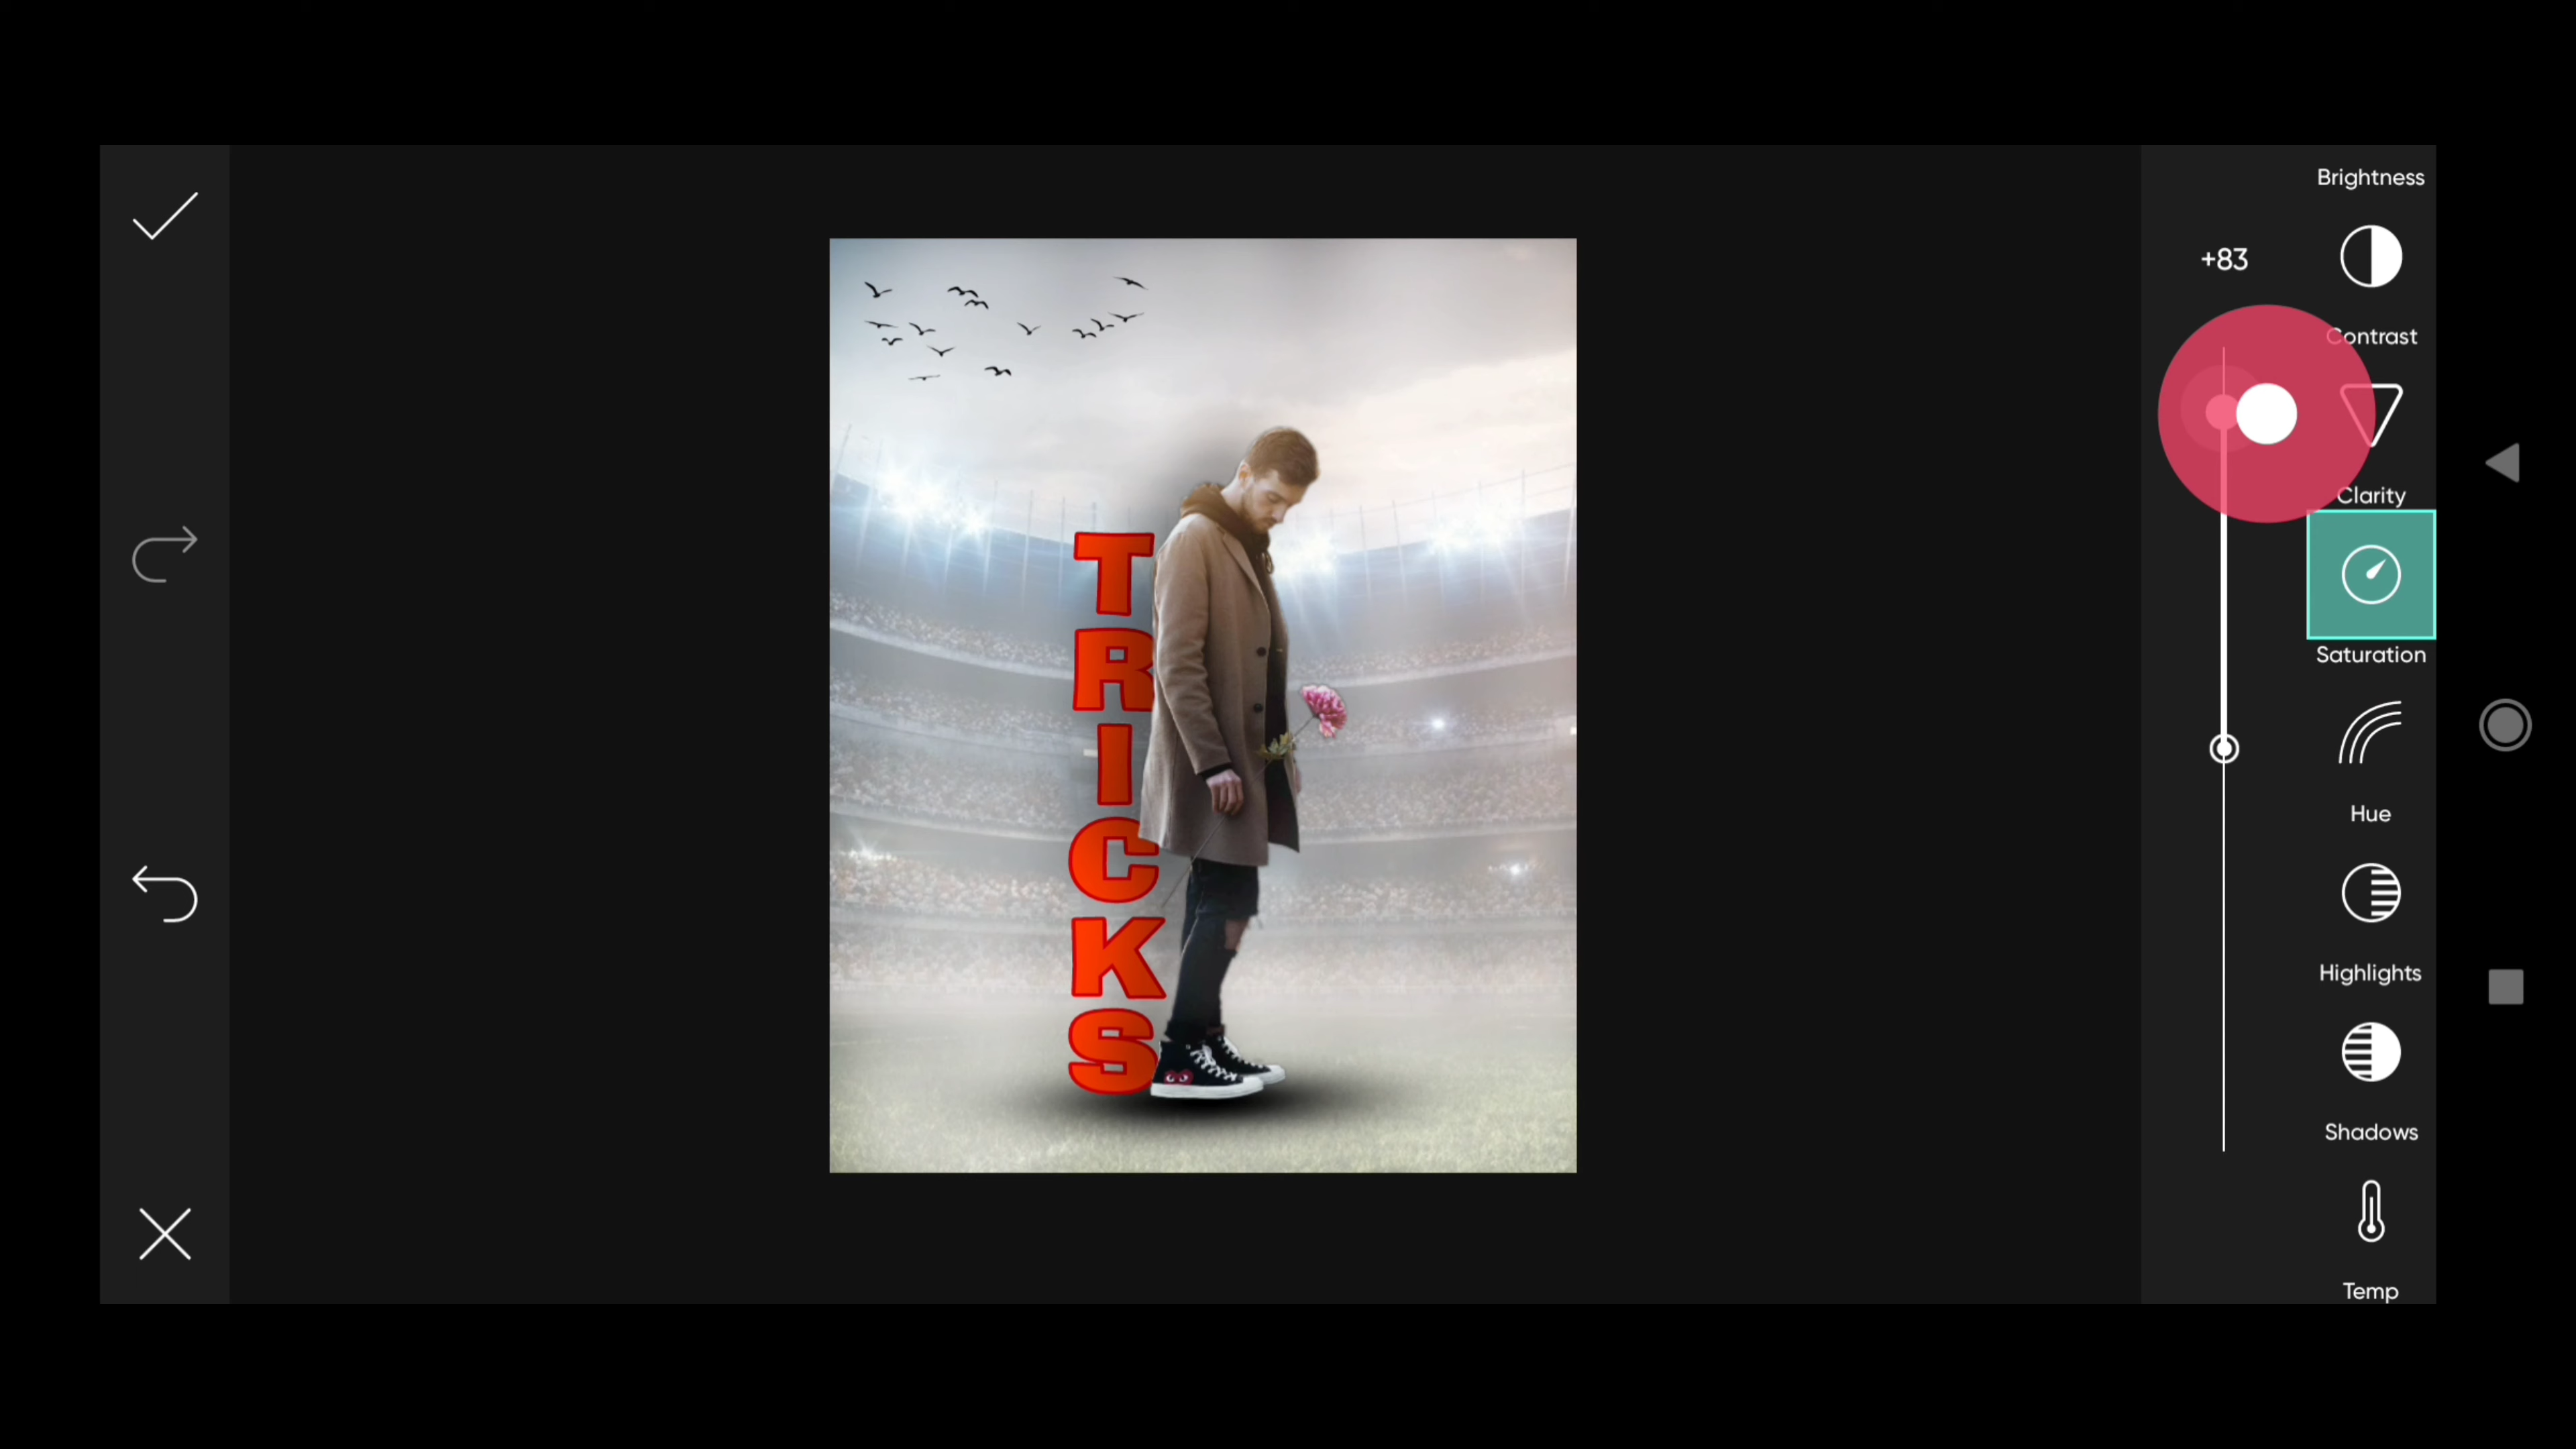 Brightness
+83
Contrast
Clarity
Saturation
Hue
Highlights
Shadows
Temp
TRICKS